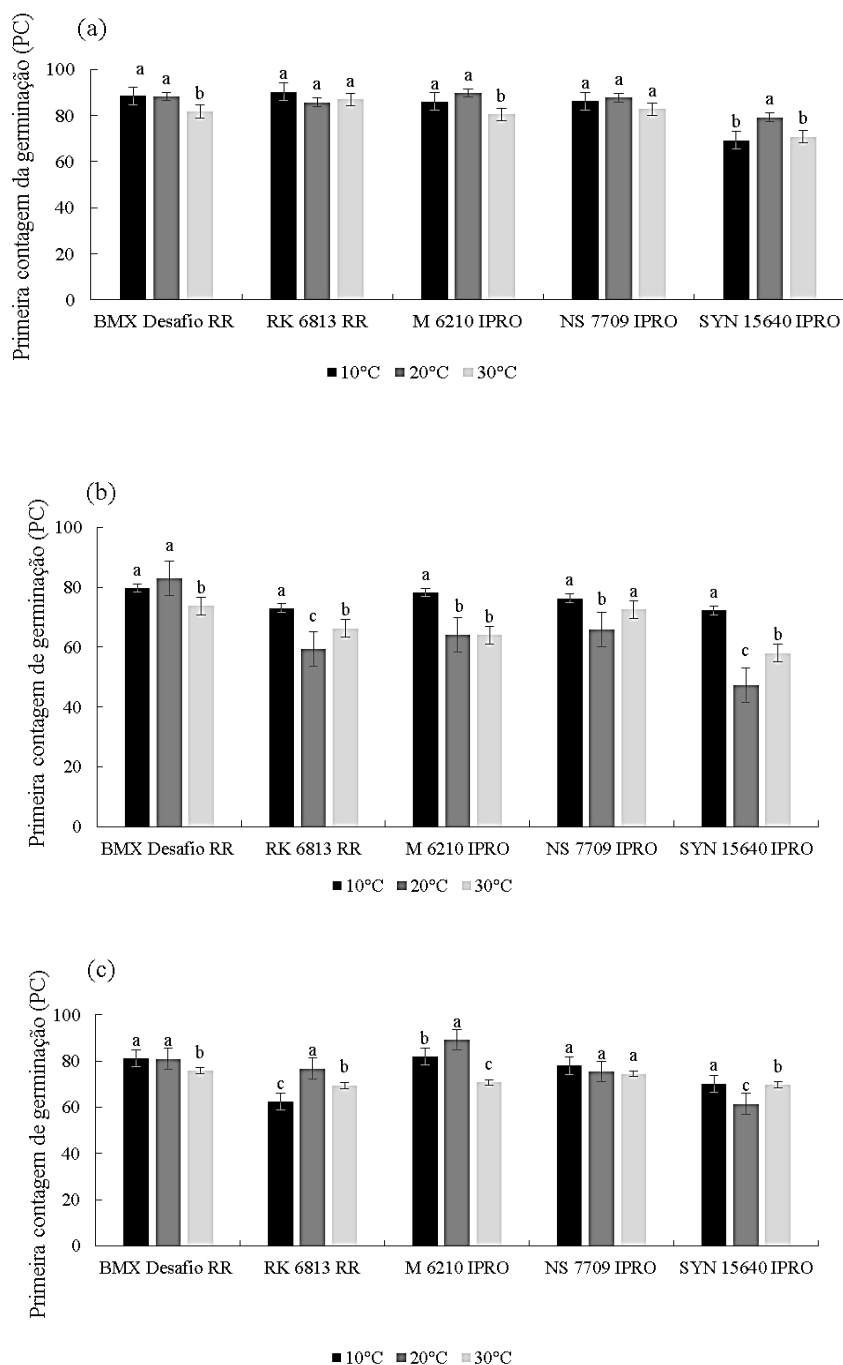 (a)
Primeira contagem da germinação (PC)
100
80
60
40
20
0
a a b
a a a
a a b
a a a
b a b
BMX Desafio RR RK 6813 RR M 6210 IPRO NS 7709 IPRO SYN 15640 IPRO
10°C 20°C 30°C
(b)
Primeira contagem de germinação (PC)
100
80
60
40
20
0
a a b
a c b
a b b
a b a
a c b
BMX Desafio RR RK 6813 RR M 6210 IPRO NS 7709 IPRO SYN 15640 IPRO
10°C 20°C 30°C
(c)
Primeira contagem de germinação (PC)
100
80
60
40
20
0
a a b
c a b
b a c
a a a
a c b
BMX Desafio RR RK 6813 RR M 6210 IPRO NS 7709 IPRO SYN 15640 IPRO
10°C 20°C 30°C